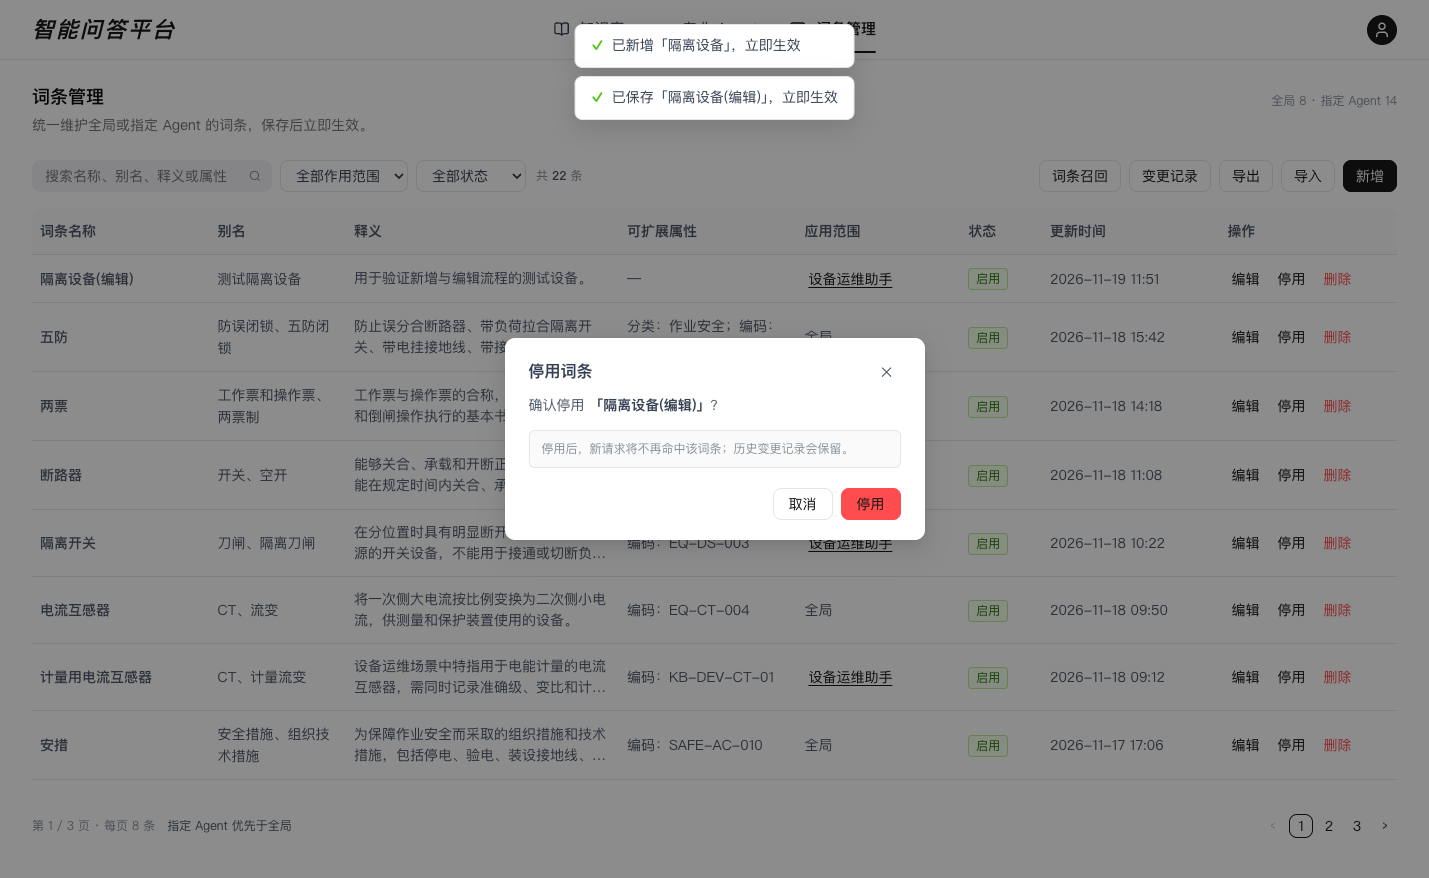 智能问答平台
管理
已新增「隔离设备」，立即生效
已保存「隔离设备(编辑)」，立即生效
词条管理
统一维护全局或指定 Agent 的词条，保存后立即生效。
全局 8 · 指定 Agent 14
搜索名称、别名、释义或属性
全部作用范围
全部状态
共 22 条
词条召回
变更记录
导出
导入
新增
词条名称 别名 释义 可扩展属性 应用范围 状态 更新时间 操作
隔离设备(编辑) 测试隔离设备 用于验证新增与编辑流程的测试设备。 — 设备运维助手 启用 2026-11-19 11:51 编辑 停用 删除
五防 防误闭锁、五防闭
锁
防止误分合断路器、带负荷拉合隔离开
关、带电挂接地线、带接
分类：作业安全；编码：
全局 启用 2026-11-18 15:42 编辑 停用 删除
两票 工作票和操作票、
两票制
工作票与操作票的合称，
和倒闸操作执行的基本书
启用 2026-11-18 14:18 编辑 停用 删除
断路器 开关、空开
能够关合、承载和开断正
能在规定时间内关合、承
启用 2026-11-18 11:08 编辑 停用 删除
隔离开关 刀闸、隔离刀闸
在分位置时具有明显断开
源的开关设备，不能用于接通或切断负...
编码：EQ-DS-003 设备运维助手 启用 2026-11-18 10:22 编辑 停用 删除
电流互感器 CT、流变
将一次侧大电流按比例变换为二次侧小电
流，供测量和保护装置使用的设备。
编码：EQ-CT-004 全局 启用 2026-11-18 09:50 编辑 停用 删除
计量用电流互感器 CT、计量流变
设备运维场景中特指用于电能计量的电流
互感器，需同时记录准确级、变比和计...
编码：KB-DEV-CT-01 设备运维助手 启用 2026-11-18 09:12 编辑 停用 删除
安措 安全措施、组织技
术措施
为保障作业安全而采取的组织措施和技术
措施，包括停电、验电、装设接地线、...
编码：SAFE-AC-010 全局 启用 2026-11-17 17:06 编辑 停用 删除
停用词条
确认停用 「隔离设备(编辑)」?
停用后，新请求将不再命中该词条；历史变更记录会保留。
取消
停用
第 1 / 3 页 · 每页 8 条 指定 Agent 优先于全局
1 2 3